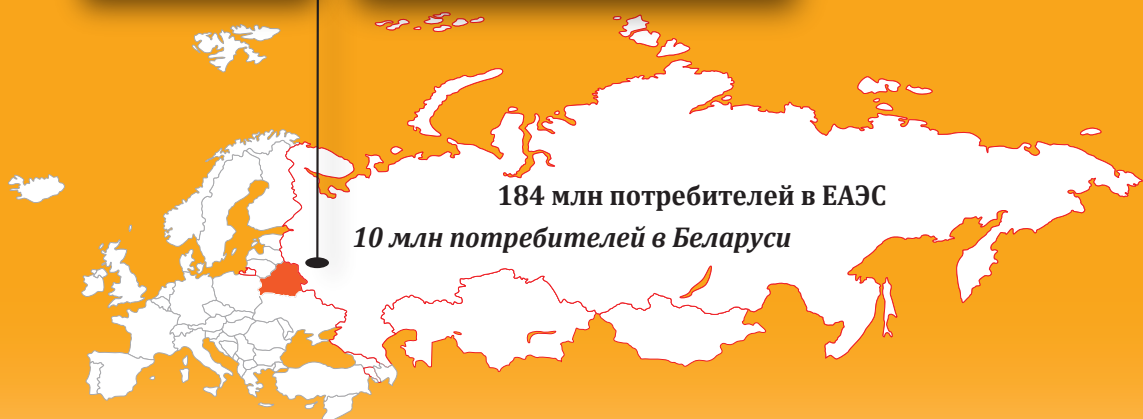 184 млн потребителей в ЕАЭС
10 млн потребителей в Беларуси